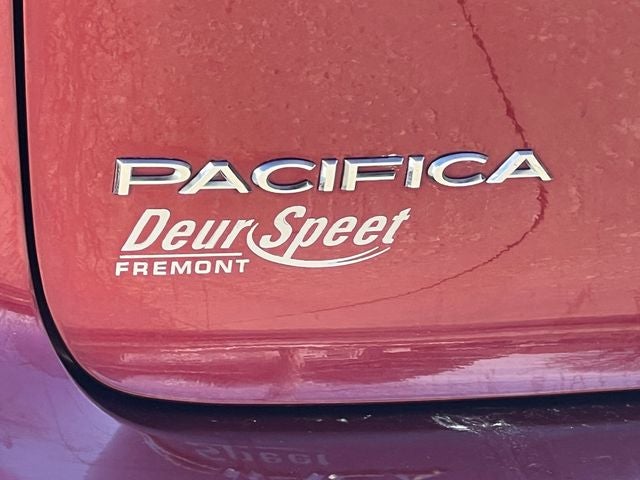 PACIFICA
Deur Speet
FREMONT